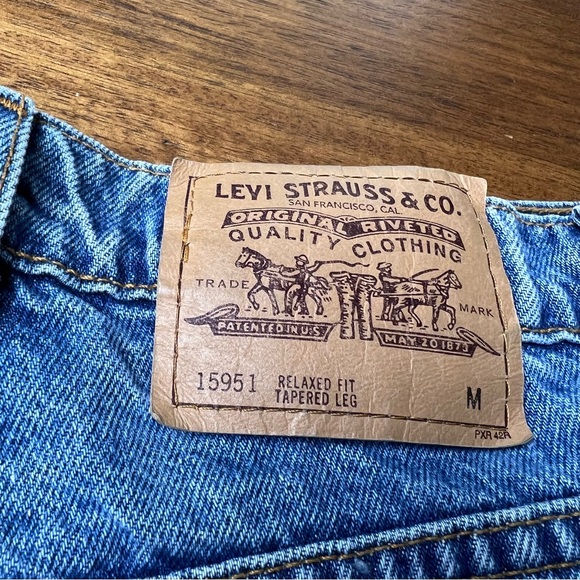 LEVI STRAUSS & CO.
SAN FRANCISCO, CAL.
ORIGINAL RIVETED
QUALITY CLOTHING
TRADE MARK
PATENTED IN U.S. MAY 20 1873
15951 RELAXED FIT M
TAPERED LEG
PXR 42R